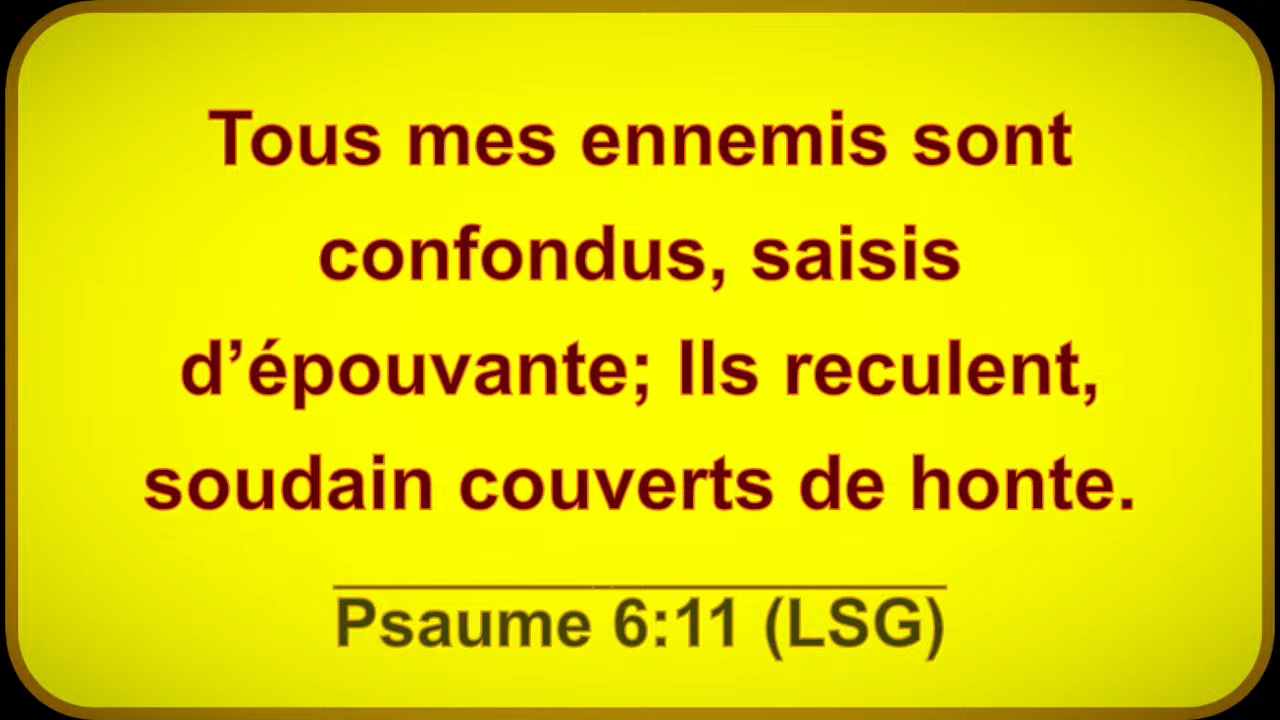 Tous mes ennemis sont
confondus, saisis
d’épouvante; Ils reculent,
soudain couverts de honte.
Psaume 6:11 (LSG)